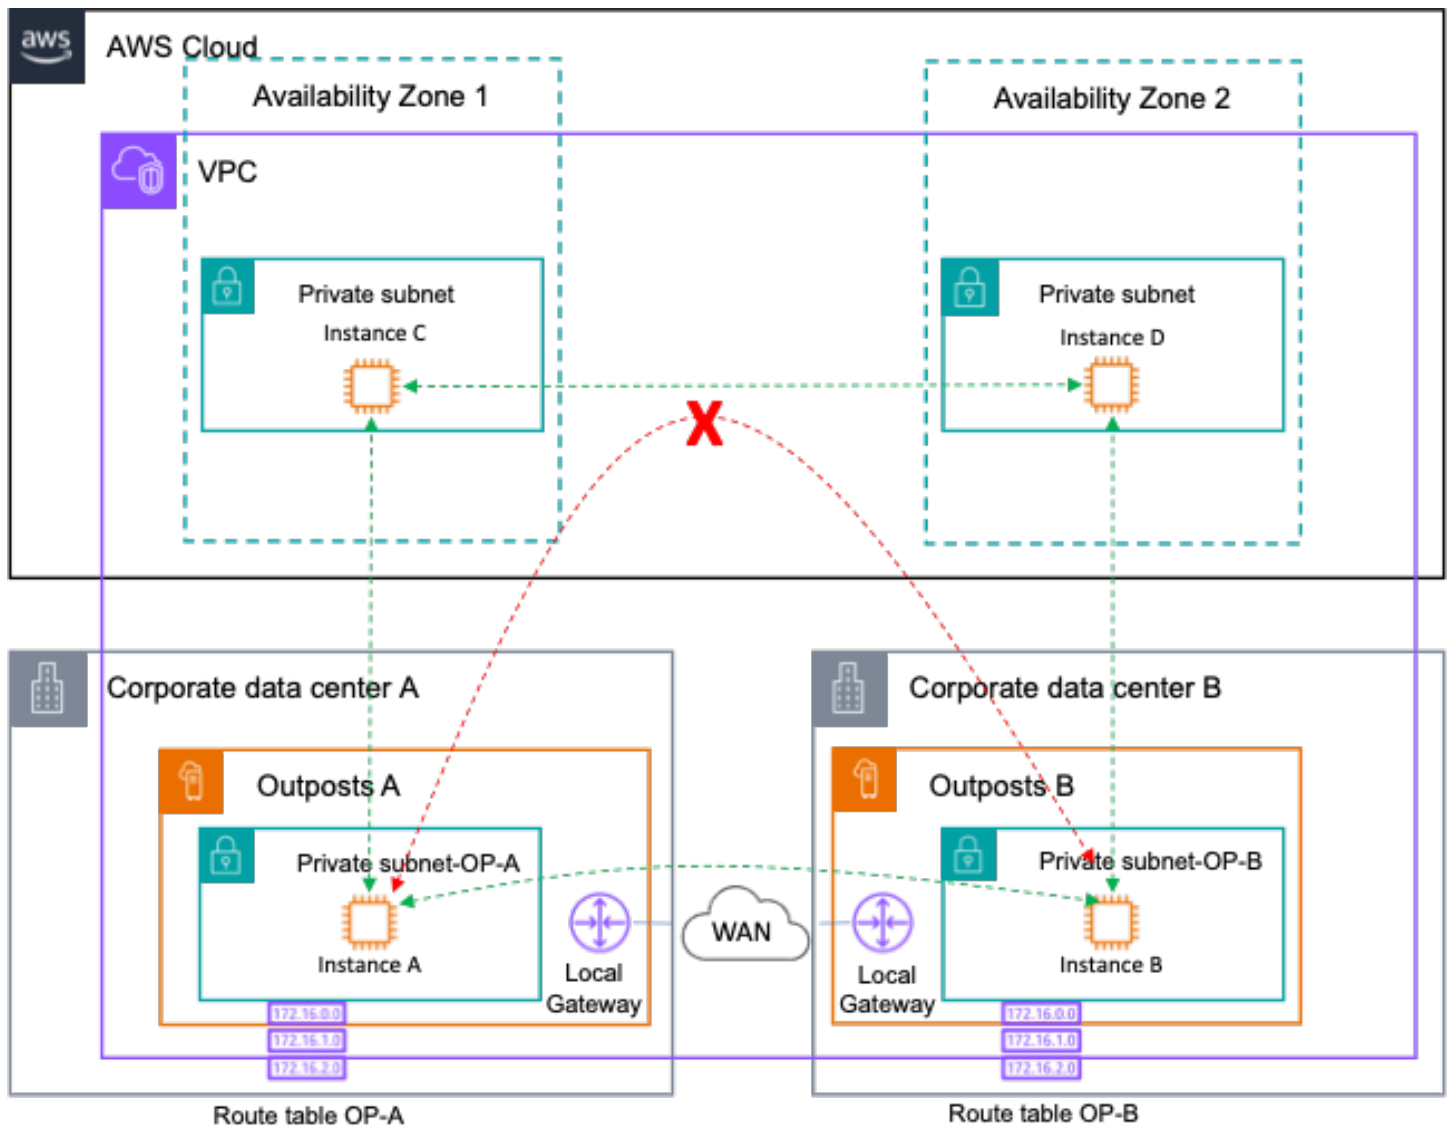 aws
AWS Cloud
Availability Zone 1
Availability Zone 2
VPC
Private subnet
Instance C
Private subnet
Instance D
X
Corporate data center A
Corporate data center B
Outposts A
Outposts B
Private subnet-OP-A
Private subnet-OP-B
WAN
Instance A
Local
Gateway
Local
Gateway
Instance B
172.16.0.0
172.16.1.0
172.16.2.0
172.16.0.0
172.16.1.0
172.16.2.0
Route table OP-A
Route table OP-B